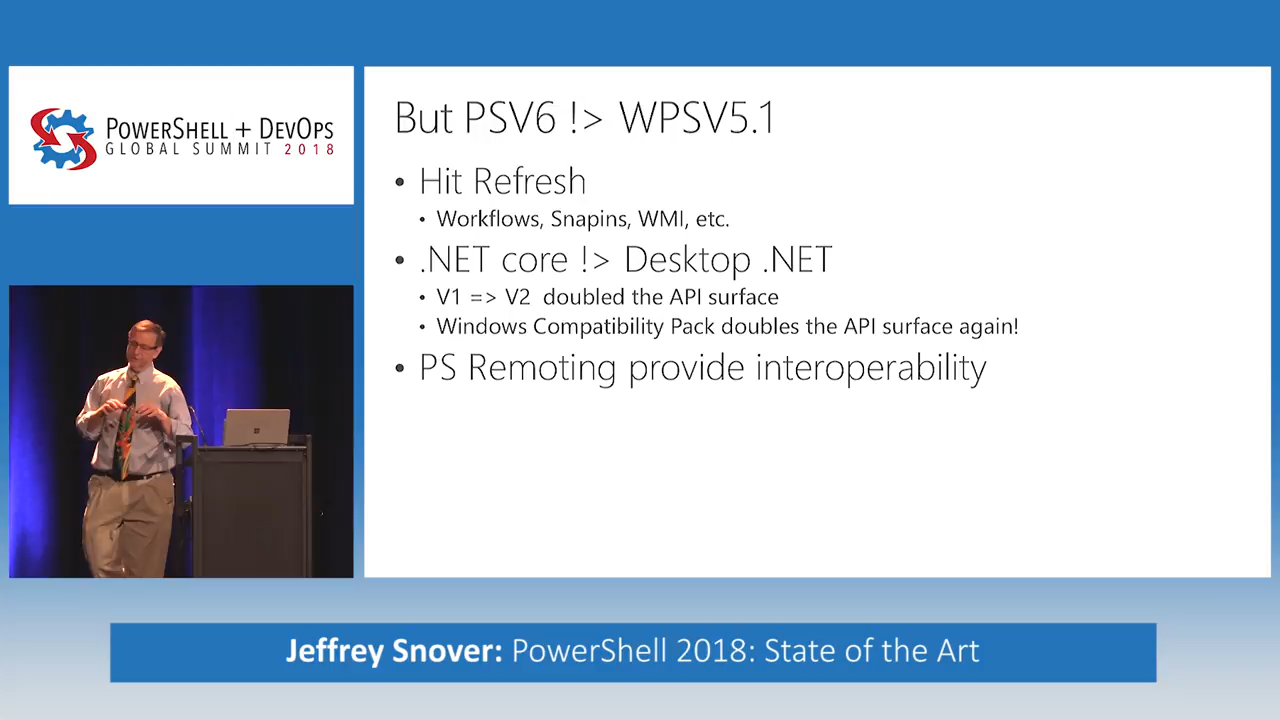 POWERSHELL + DEVOPS
GLOBAL SUMMIT 2018
But PSV6 !> WPSV5.1
• Hit Refresh
• Workflows, Snapins, WMI, etc.
• .NET core !> Desktop .NET
• V1 => V2 doubled the API surface
• Windows Compatibility Pack doubles the API surface again!
• PS Remoting provide interoperability
Jeffrey Snover: PowerShell 2018: State of the Art